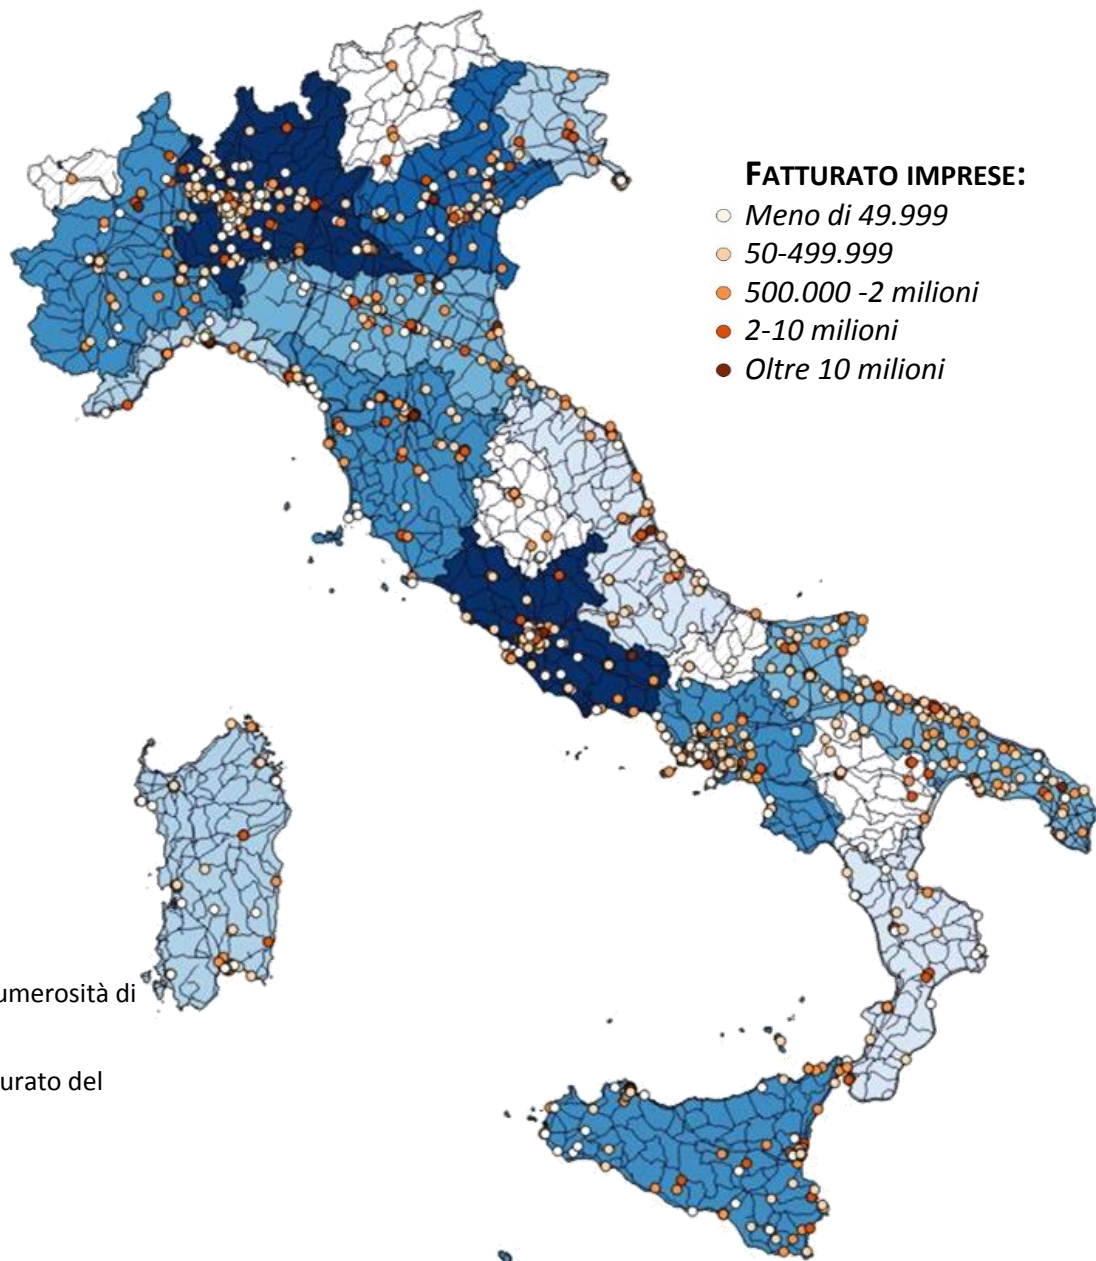 FATTURATO IMPRESE:
Meno di 49.999
50-499.999
500.000 -2 milioni
2-10 milioni
Oltre 10 milioni
umerosità di
urato del